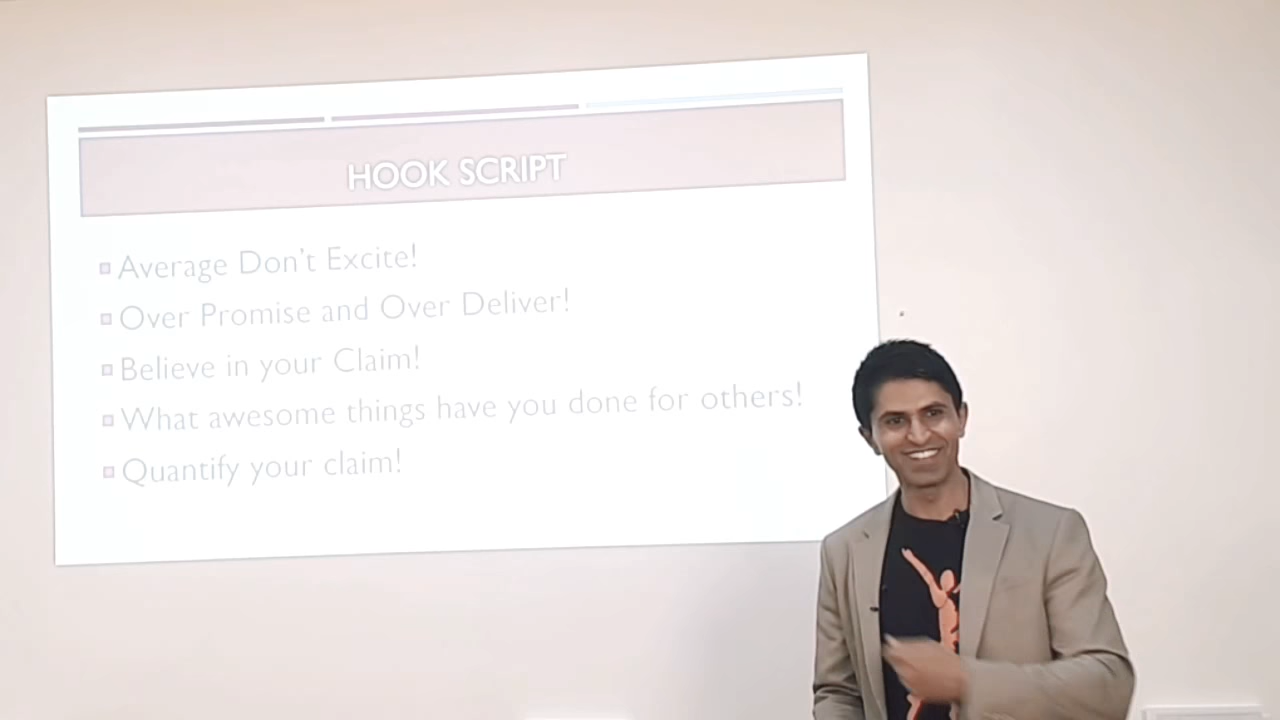 HOOK SCRIPT
Average Don't Excite!
Over Promise and Over Deliver!
Believe in your Claim!
What awesome things have you done for others!
Quantify your claim!